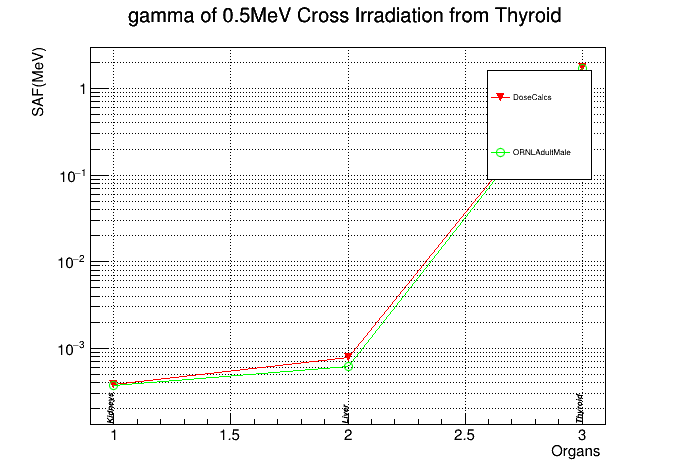 gamma of 0.5MeV Cross Irradiation from Thyroid
SAF(MeV)
1
10⁻¹
10⁻²
10⁻³
DoseCalcs
ORNLAdultMale
Kidneys
Liver
Thyroid
1 1.5 2 2.5 3
Organs